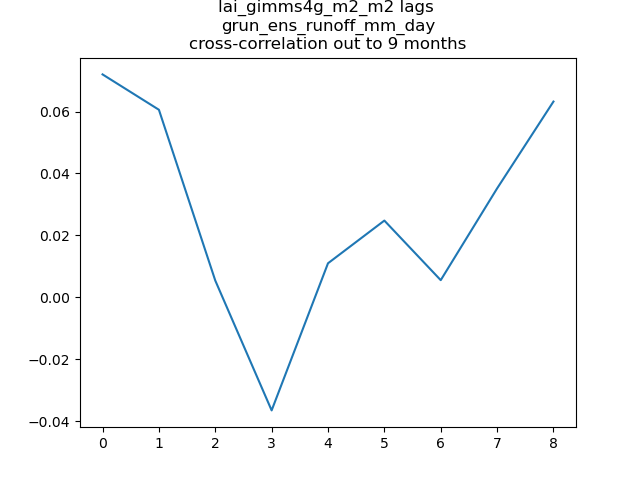 lai_gimms4g_m2_m2 lags
grun_ens_runoff_mm_day
cross-correlation out to 9 months
0.06
0.04
0.02
0.00
−0.02
−0.04
0 1 2 3 4 5 6 7 8